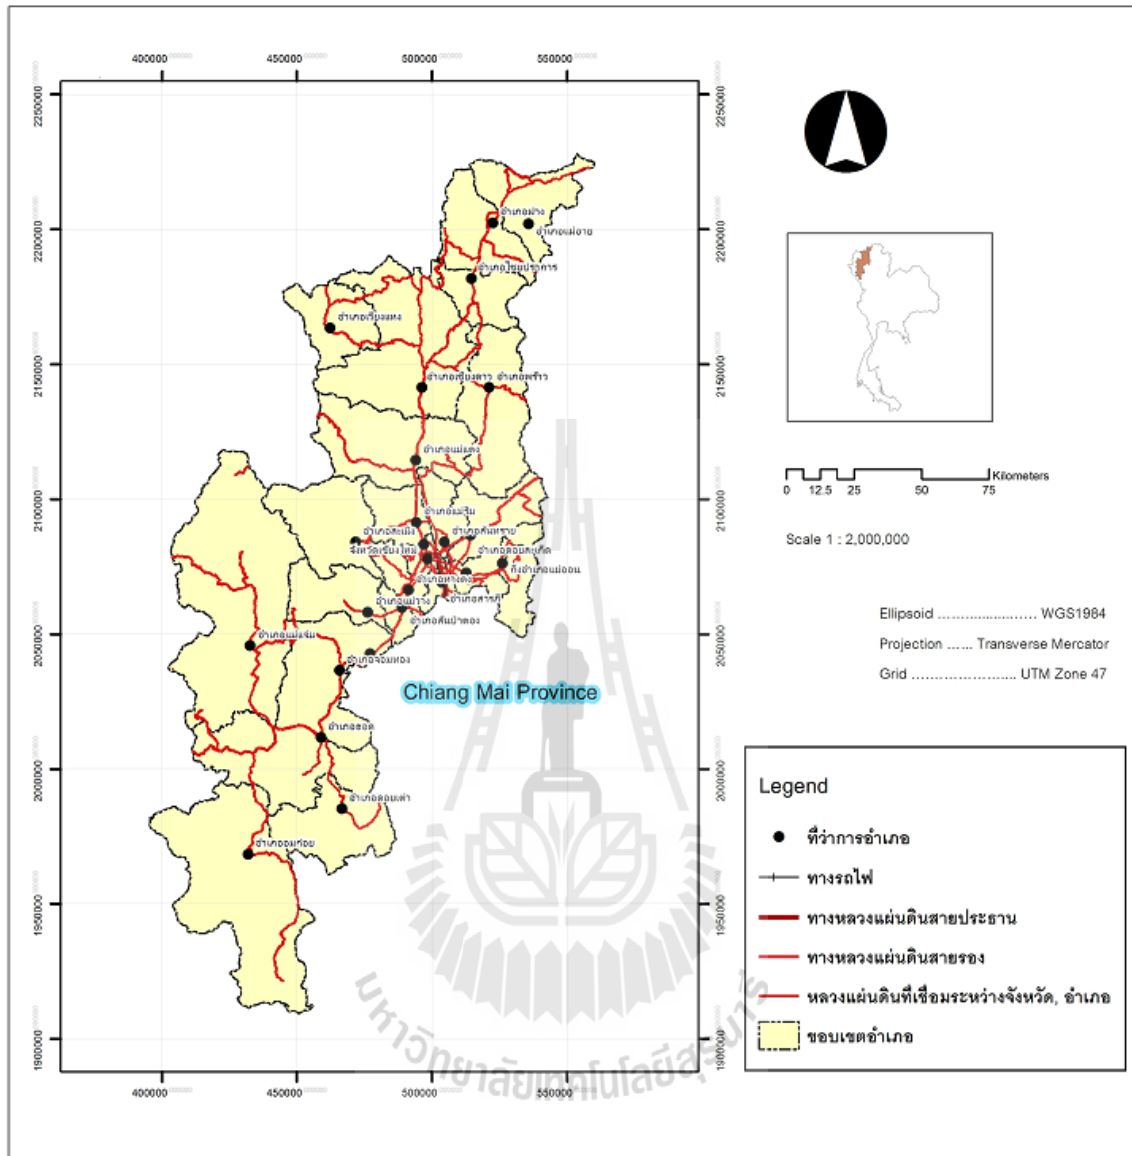 400000 450000 500000 550000
2250000 2250000
2200000 2200000
2150000 2150000
2100000 2100000
2050000 2050000
2000000 2000000
1950000 1950000
1900000 1900000
อำเภอฝาง
อำเภอแม่อาย
อำเภอไชยปราการ
อำเภอเวียงแหง
อำเภอเชียงดาว อำเภอพร้าว
อำเภอแม่แตง
อำเภอแม่ริม
อำเภอสะเมิง อำเภอสันทราย
จังหวัดเชียงใหม่ อำเภอดอยสะเก็ด
กิ่งอำเภอแม่ออน
อำเภอหางดง
อำเภอแม่วาง อำเภอสารภี
อำเภอสันป่าตอง
อำเภอแม่แจ่ม
อำเภอจอมทอง
Chiang Mai Province
อำเภอฮอด
อำเภอดอยเต่า
อำเภออมก๋อย
400000 450000 500000 550000
Kilometers
0 12.5 25 50 75
Scale 1 : 2,000,000
Ellipsoid ........................ WGS1984
Projection ...... Transverse Mercator
Grid ........................ UTM Zone 47
Legend
ที่ว่าการอำเภอ
ทางรถไฟ
ทางหลวงแผ่นดินสายประธาน
ทางหลวงแผ่นดินสายรอง
หลวงแผ่นดินที่เชื่อมระหว่างจังหวัด, อำเภอ
ขอบเขตอำเภอ
มหาวิทยาลัยเทคโนโลยีสุรนารี